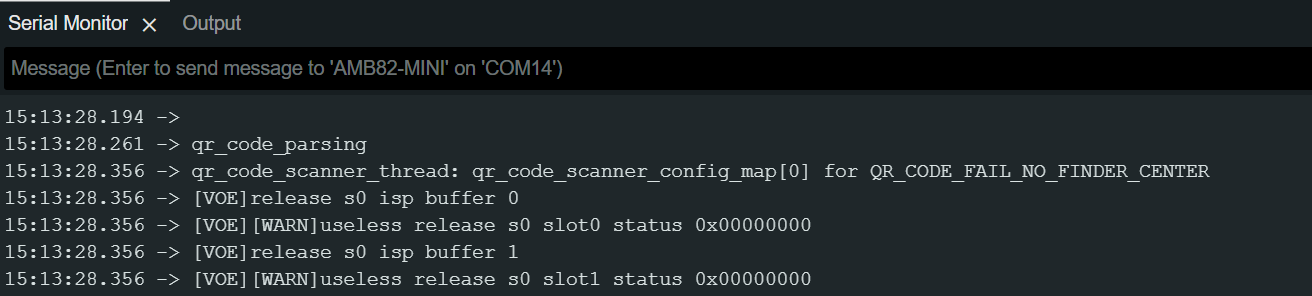 Serial Monitor × Output
Message (Enter to send message to 'AMB82-MINI' on 'COM14')
15:13:28.194 ->
15:13:28.261 -> qr_code_parsing
15:13:28.356 -> qr_code_scanner_thread: qr_code_scanner_config_map[0] for QR_CODE_FAIL_NO_FINDER_CENTER
15:13:28.356 -> [VOE]release s0 isp buffer 0
15:13:28.356 -> [VOE][WARN]useless release s0 slot0 status 0x00000000
15:13:28.356 -> [VOE]release s0 isp buffer 1
15:13:28.356 -> [VOE][WARN]useless release s0 slot1 status 0x00000000